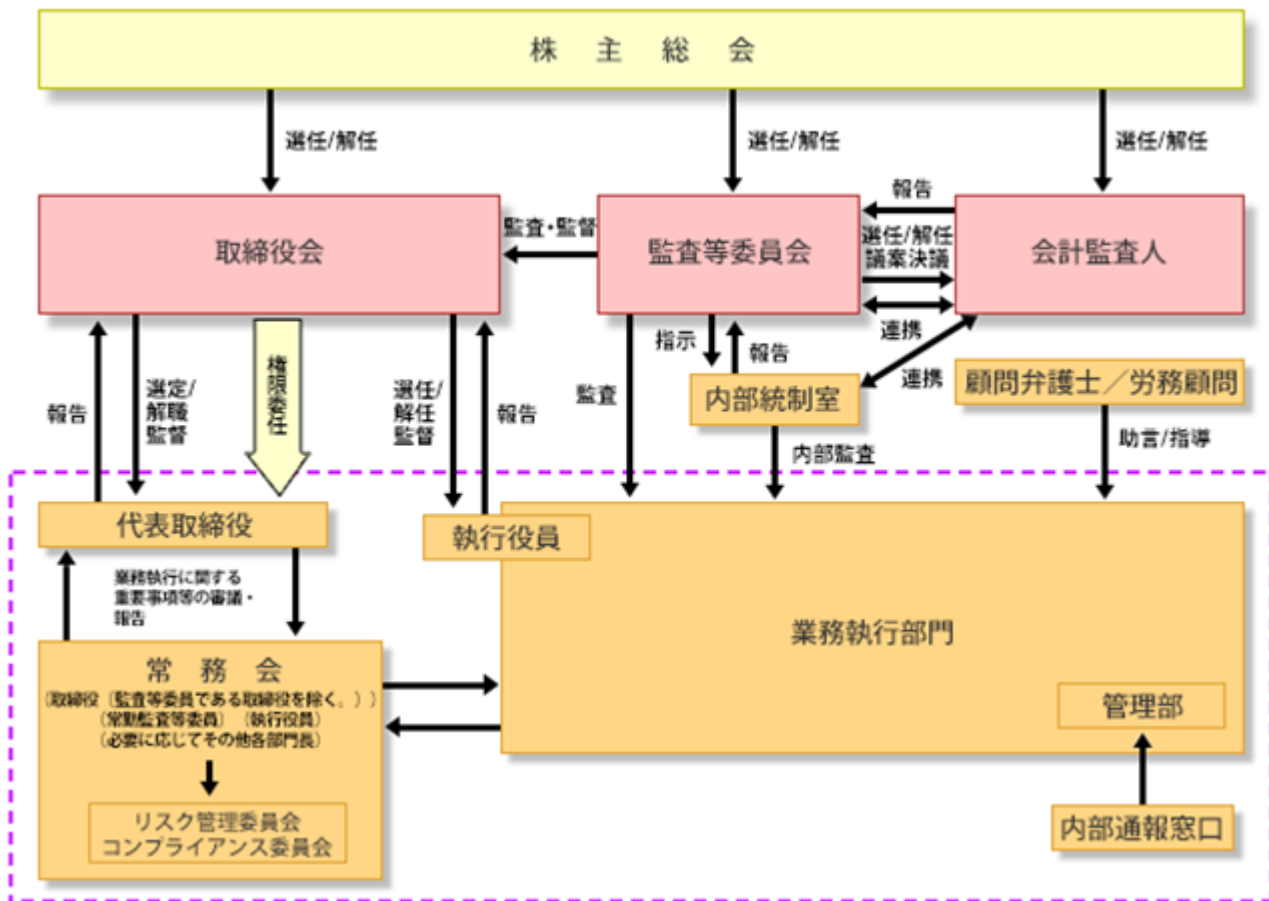 株 主 総 会
選任/解任
選任/解任
選任/解任
取締役会
監査・監督
監査等委員会
報告
選任/解任
議案決議
連携
会計監査人
報告
選定/
解職
監督
権限委任
選任/
解任
監督
報告
監査
指示
報告
内部統制室
連携
顧問弁護士／労務顧問
内部監査
助言/指導
代表取締役
執行役員
業務執行に関する
重要事項等の審議・
報告
業務執行部門
常 務 会
(取締役〔監査等委員である取締役を除く。〕)
(常勤監査等委員) (執行役員)
(必要に応じてその他各部門長)
リスク管理委員会
コンプライアンス委員会
管理部
内部通報窓口